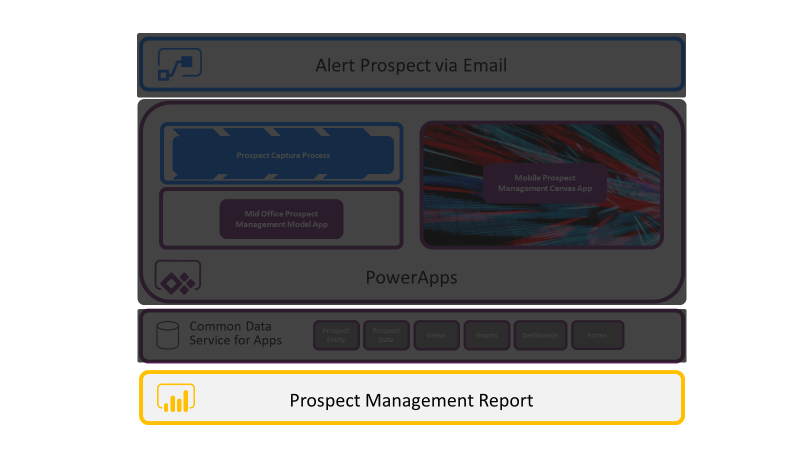 Alert Prospect via Email
Prospect Capture Process
Mobile Prospect
Management Canvas App
Mid Office Prospect
Management Model App
PowerApps
Common Data
Service for Apps
Prospect
Entity
Prospect
Data
Views
Graphs
Dashboards
Forms
Prospect Management Report